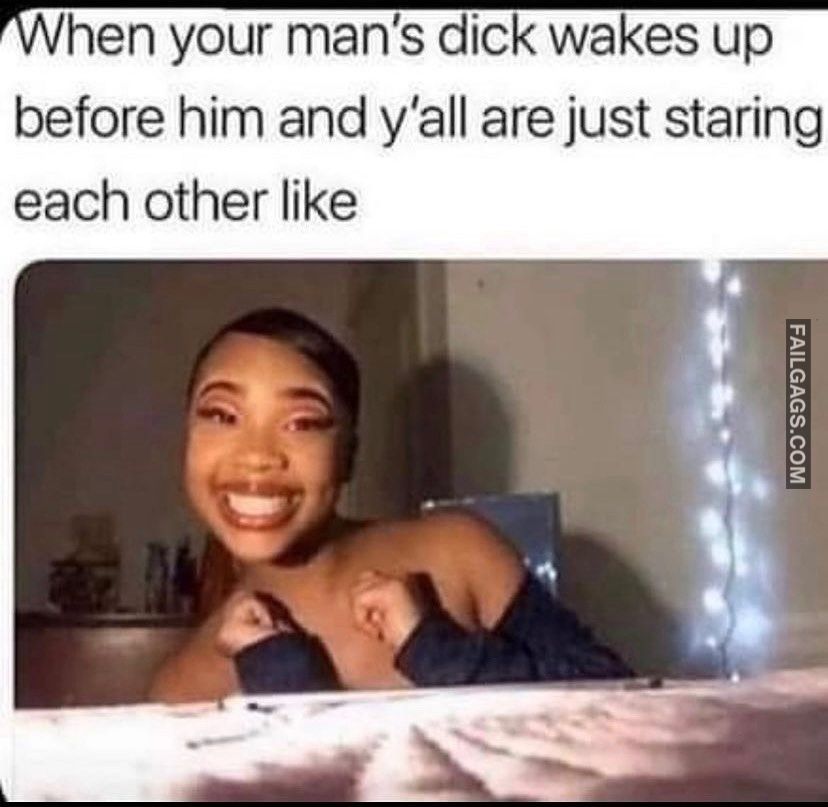 When your man's dick wakes up
before him and y'all are just staring
each other like
FAILGAGS.COM